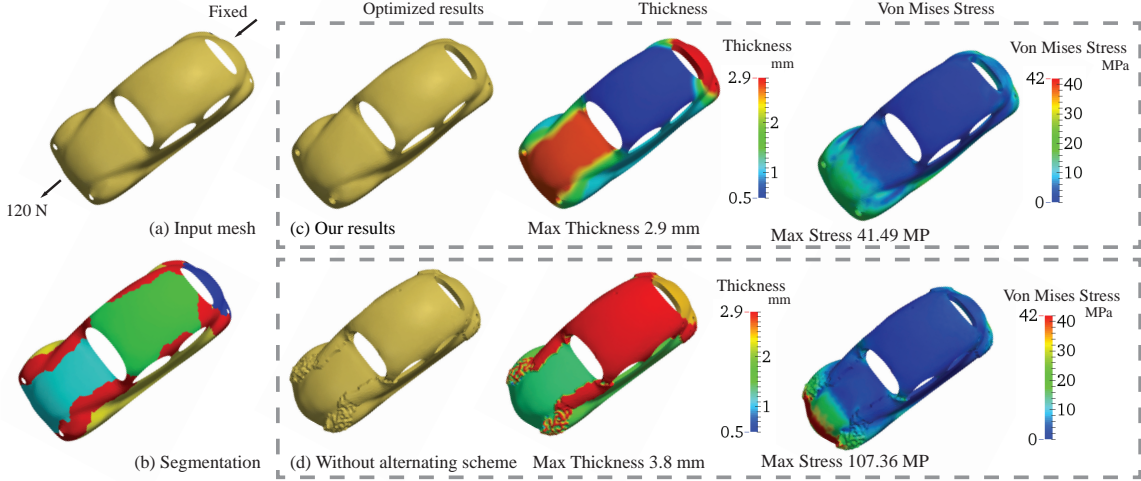 Fixed
120 N
(a) Input mesh
(b) Segmentation
Optimized results
Thickness
Von Mises Stress
Thickness
mm
2.9
2
1
0.5
Von Mises Stress
MPa
42
40
30
20
10
0
(c) Our results
Max Thickness 2.9 mm
Max Stress 41.49 MP
Thickness
mm
2.9
2
1
0.5
Von Mises Stress
MPa
42
40
30
20
10
0
(d) Without alternating scheme
Max Thickness 3.8 mm
Max Stress 107.36 MP